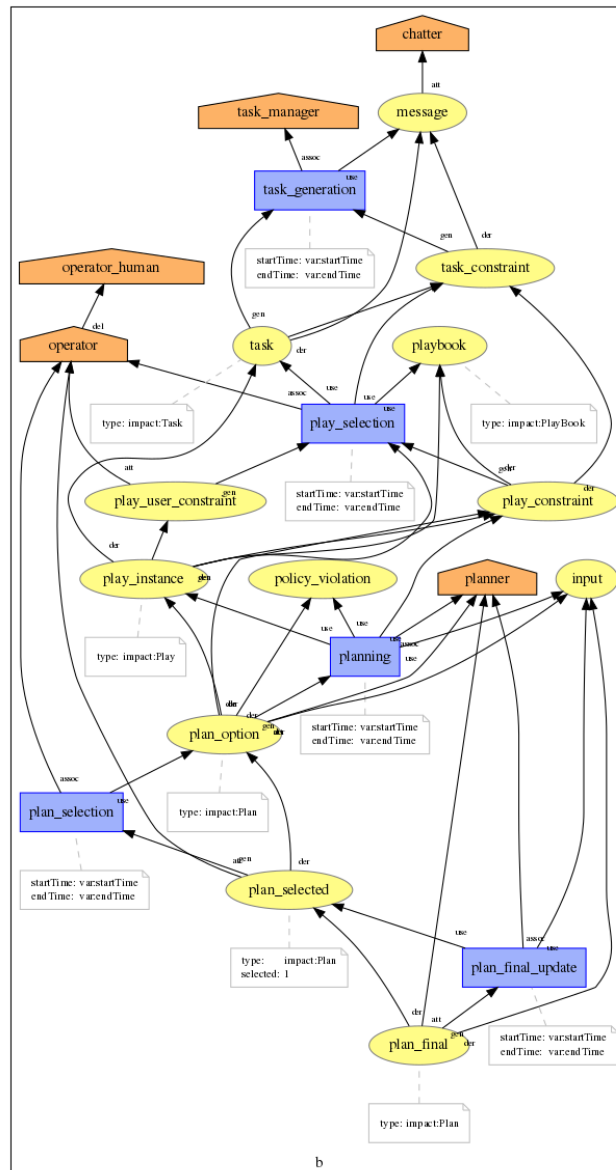 chatter
att
task_manager
message
assoc
use
task_generation
gen
der
startTime: var:startTime
endTime: var:endTime
operator_human
task_constraint
del
gen
operator
task
der
playbook
type: impact:Task
assoc
use
use
use
play_selection
type: impact:PlayBook
att
gen
startTime: var:startTime
endTime: var:endTime
der
play_user_constraint
play_constraint
der
play_instance
policy_violation
planner
input
type: impact:Play
use
use
use
assoc
use
planning
der
gen
plan_option
startTime: var:startTime
endTime: var:endTime
assoc
use
plan_selection
type: impact:Plan
att
gen
der
startTime: var:startTime
endTime: var:endTime
plan_selected
use
assoc
use
type: impact:Plan
selected: 1
plan_final_update
der
att
gen
der
plan_final
startTime: var:startTime
endTime: var:endTime
type: impact:Plan
b